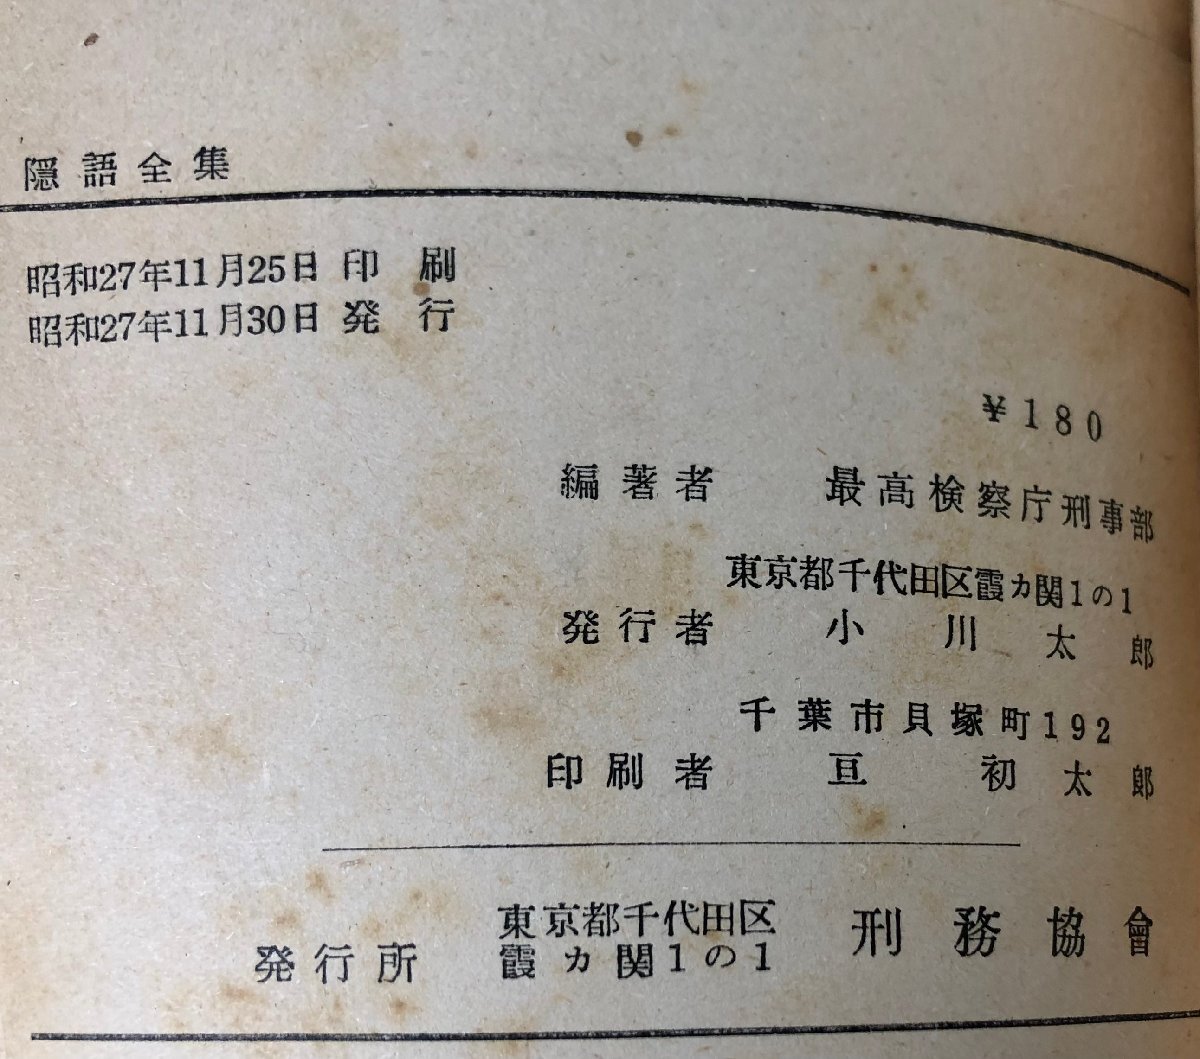 隠語全集
昭和27年11月25日 印刷
昭和27年11月30日 発行
¥180
編著者 最高検察庁刑事部
東京都千代田区霞カ関1の1
発行者 小川太郎
千葉市貝塚町192
印刷者 亘初太郎
東京都千代田区
霞カ関1の1
発行所 刑務協會